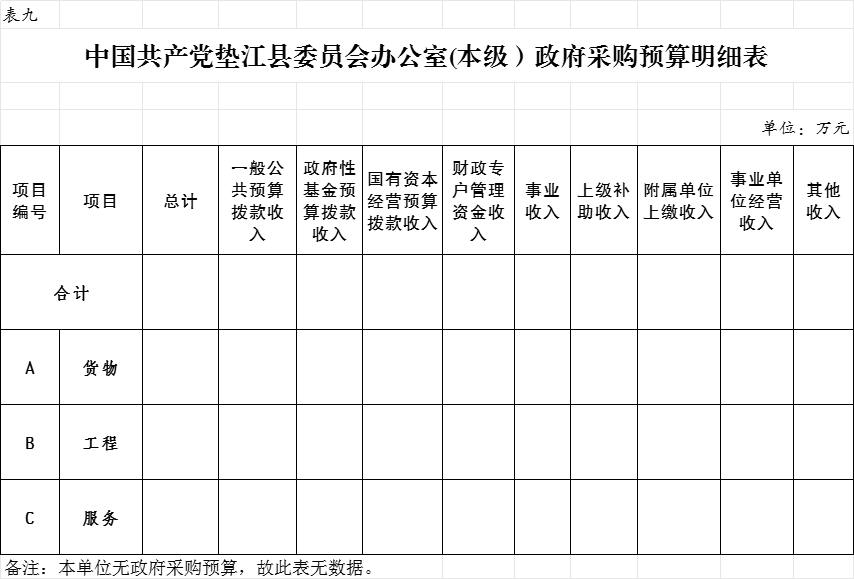 表九
中国共产党垫江县委员会办公室(本级）政府采购预算明细表
单位：万元
项目
编号
项目
总计
一般公
共预算
拨款收
入
政府性
基金预
算拨款
收入
国有资本
经营预算
拨款收入
财政专
户管理
资金收
入
事业
收入
上级补
助收入
附属单位
上缴收入
事业单
位经营
收入
其他
收入
合计
A 货物
B 工程
C 服务
备注：本单位无政府采购预算，故此表无数据。